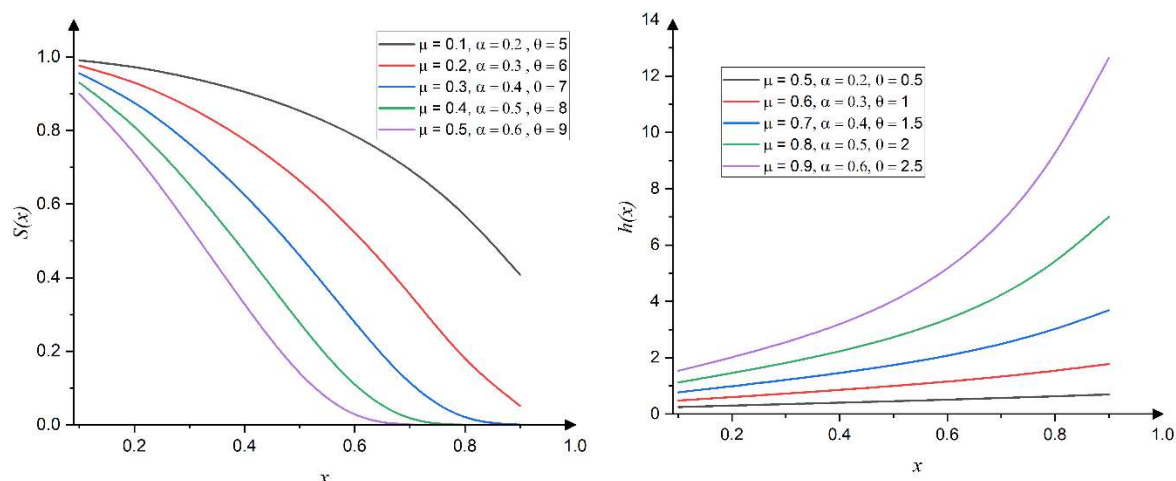 S(x)
1.0
0.8
0.6
0.4
0.2
0.0
μ = 0.1, α = 0.2 , θ = 5
μ = 0.2, α = 0.3 , θ = 6
μ = 0.3, α = 0.4 , θ = 7
μ = 0.4, α = 0.5 , θ = 8
μ = 0.5, α = 0.6 , θ = 9
0.2 0.4 0.6 0.8 1.0
x
h(x)
14
12
10
8
6
4
2
0
μ = 0.5, α = 0.2, θ = 0.5
μ = 0.6, α = 0.3, θ = 1
μ = 0.7, α = 0.4, θ = 1.5
μ = 0.8, α = 0.5, θ = 2
μ = 0.9, α = 0.6, θ = 2.5
0.2 0.4 0.6 0.8 1.0
x